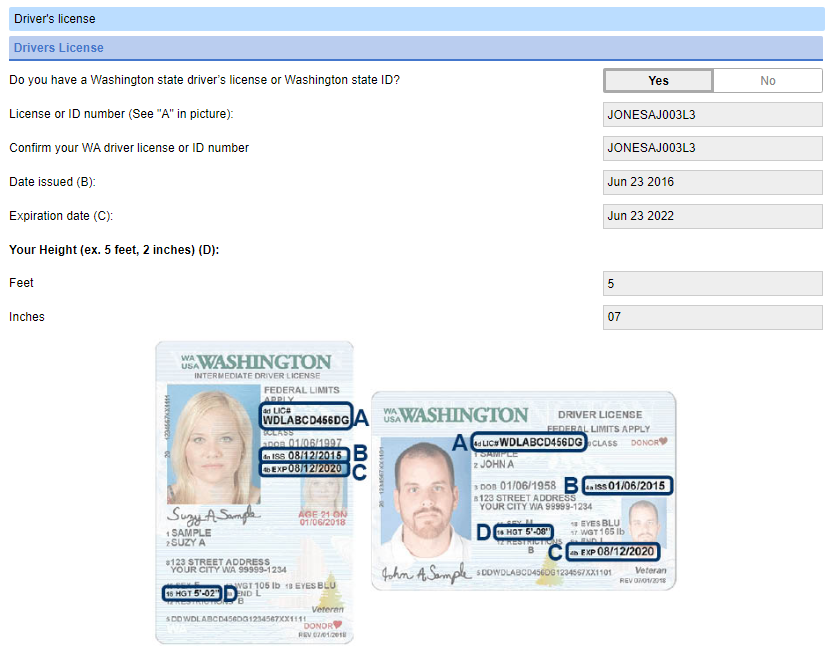 Driver's license
Drivers License
Do you have a Washington state driver's license or Washington state ID?
Yes
No
License or ID number (See "A" in picture):
JONESAJ003L3
Confirm your WA driver license or ID number
JONESAJ003L3
Date issued (B):
Jun 23 2016
Expiration date (C):
Jun 23 2022
Your Height (ex. 5 feet, 2 inches) (D):
Feet
5
Inches
07
WA
USA WASHINGTON
INTERMEDIATE DRIVER LICENSE
FEDERAL LIMITS
APPLY
4d LIC#
WDLABCD456DG A
9CLASS
3 DOB 01/06/1997
4a ISS 08/12/2015 B
4b EXP 08/12/2020 C
Suzy A Sample
AGE 21 ON
01/06/2018
1 SAMPLE
2 SUZY A
8 123 STREET ADDRESS
YOUR CITY WA 99999-1234
WGT 105 lb 18 EYES BLU
16 HGT 5'-02" D
END L
12 RESTRICTIONS B
Veteran
5 DDWDLABCD456DG1234567XX1111
DONOR
REV 07/01/2018
WA
USA WASHINGTON
DRIVER LICENSE
FEDERAL LIMITS APPLY
A 4d LIC# WDLABCD456DG
9CLASS
DONOR
1 SAMPLE
2 JOHN A
3 DOB 01/06/1958
B 4a ISS 01/06/2015
8 123 STREET ADDRESS
YOUR CITY WA 99999-1234
15 SEX M
18 EYES BLU
D 16 HGT 5'-08"
17 WGT 165 lb
12 RESTRICTIONS
END L
B
C 4b EXP 08/12/2020
John A Sample
5 DDWDLABCD456DG1234567XX1101
Veteran
REV 07/01/2018